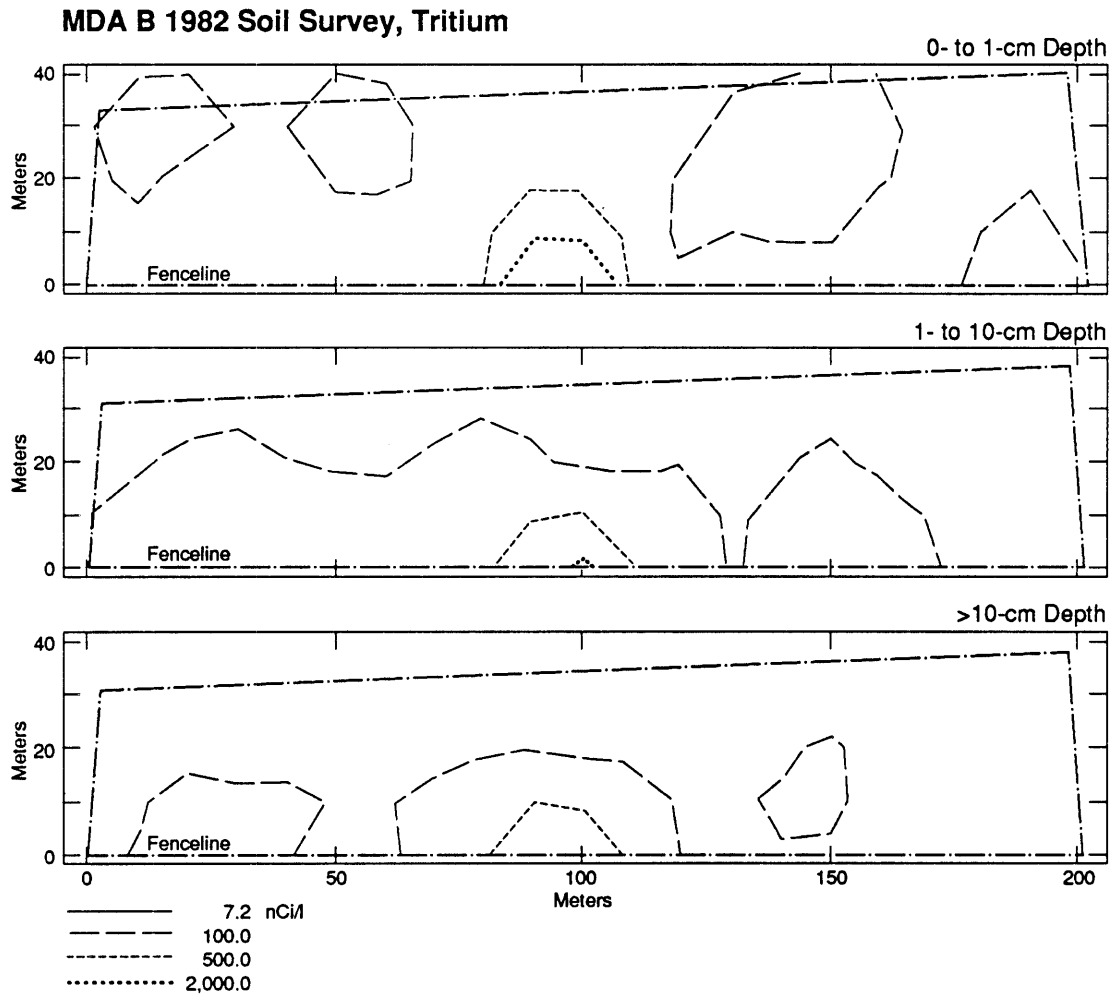 MDA B 1982 Soil Survey, Tritium
0- to 1-cm Depth
40
20
0
Meters
Fenceline
1- to 10-cm Depth
40
20
0
Meters
Fenceline
>10-cm Depth
40
20
0
Meters
Fenceline
0 50 100 150 200
Meters
7.2 nCi/l
100.0
500.0
2,000.0